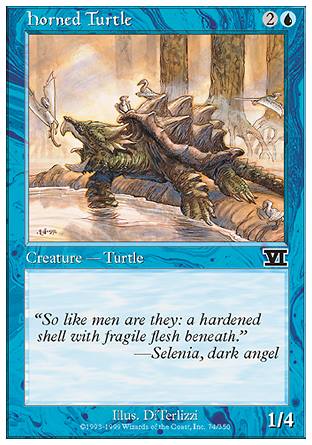 Horned Turtle 2
Creature — Turtle VI
“So like men are they: a hardened
shell with fragile flesh beneath.”
—Selenia, dark angel
Illus. DiTerlizzi
©1993-1999 Wizards of the Coast, Inc. 74/350
1/4